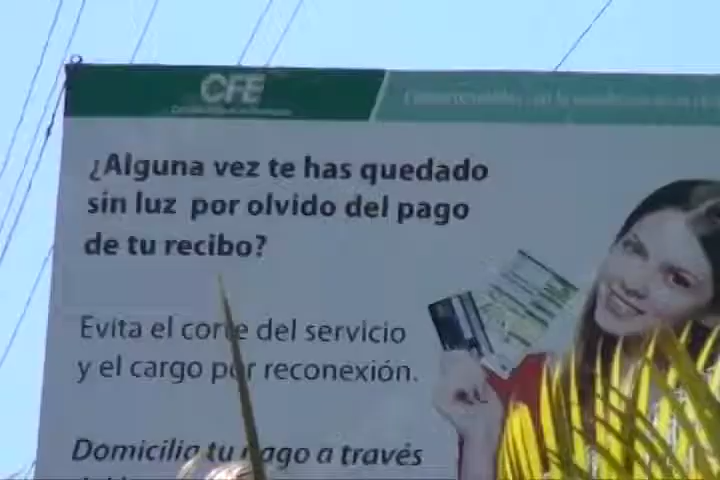 CFE
¿Alguna vez te has quedado
sin luz por olvido del pago
de tu recibo?
Evita el corte del servicio
y el cargo por reconexión.
Domicilia tu pago a través